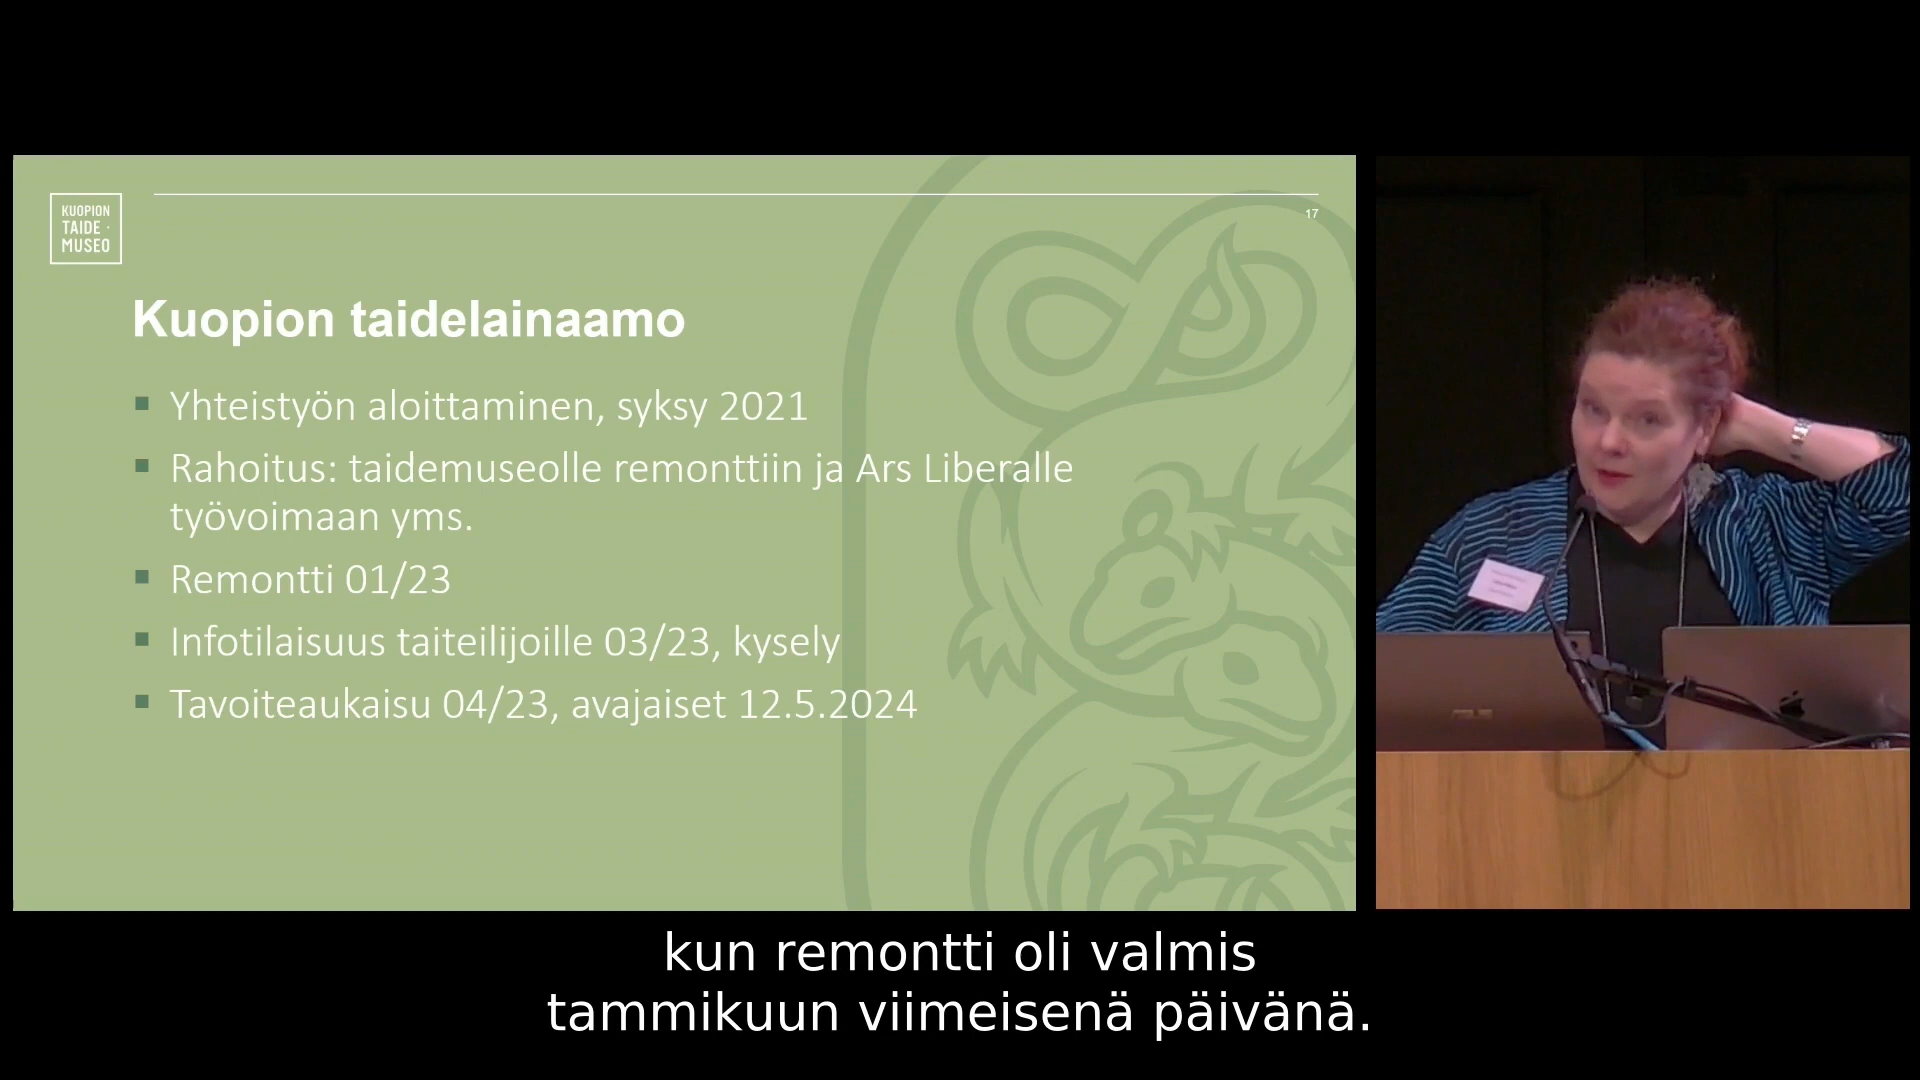 KUOPION
TAIDE ·
MUSEO
17
Kuopion taidelainaamo
Yhteistyön aloittaminen, syksy 2021
Rahoitus: taidemuseolle remonttiin ja Ars Liberalle
työvoimaan yms.
Remontti 01/23
Infotilaisuus taiteilijoille 03/23, kysely
Tavoiteaukaisu 04/23, avajaiset 12.5.2024
ASUS
kun remontti oli valmis
tammikuun viimeisenä päivänä.